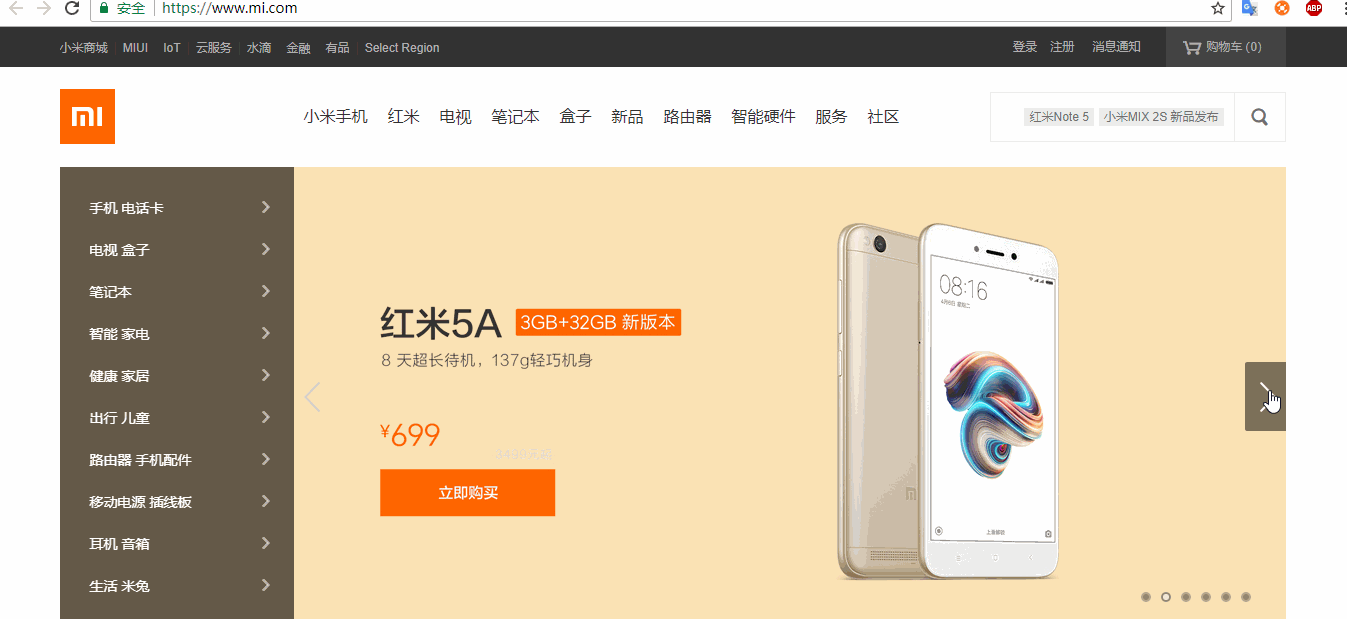 安全 https://www.mi.com
ABP
小米商城 MIUI IoT 云服务 水滴 金融 有品 Select Region 登录 注册 消息通知 购物车 (0)
mi 小米手机 红米 电视 笔记本 盒子 新品 路由器 智能硬件 服务 社区 红米Note 5 小米MIX 2S 新品发布
手机 电话卡
电视 盒子
笔记本
智能 家电
健康 家居
出行 儿童
路由器 手机配件
移动电源 插线板
耳机 音箱
生活 米兔
红米5A 3GB+32GB 新版本
8 天超长待机，137g轻巧机身
¥699
立即购买
08:16
mi